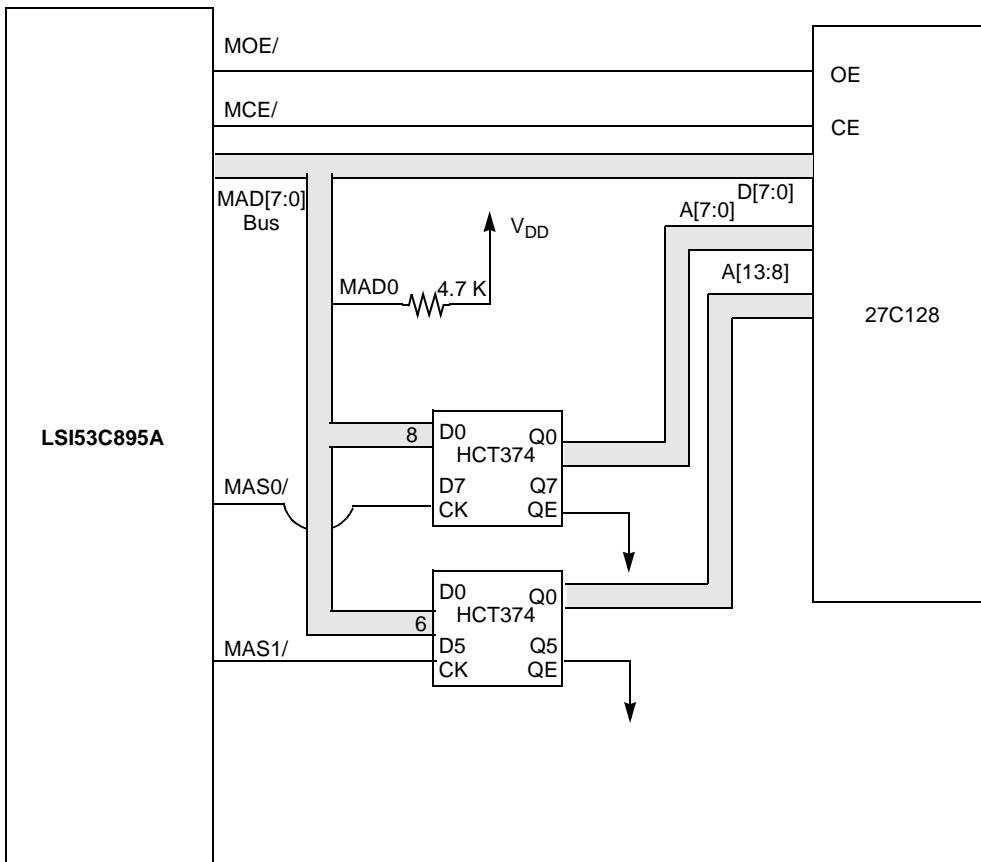 MOE/
OE
MCE/
CE
MAD[7:0]
Bus
D[7:0]
A[7:0]
VDD
A[13:8]
MAD0
4.7 K
27C128
LSI53C895A
8
D0
Q0
HCT374
D7
Q7
MAS0/
CK
QE
D0
Q0
HCT374
6
D5
Q5
MAS1/
CK
QE